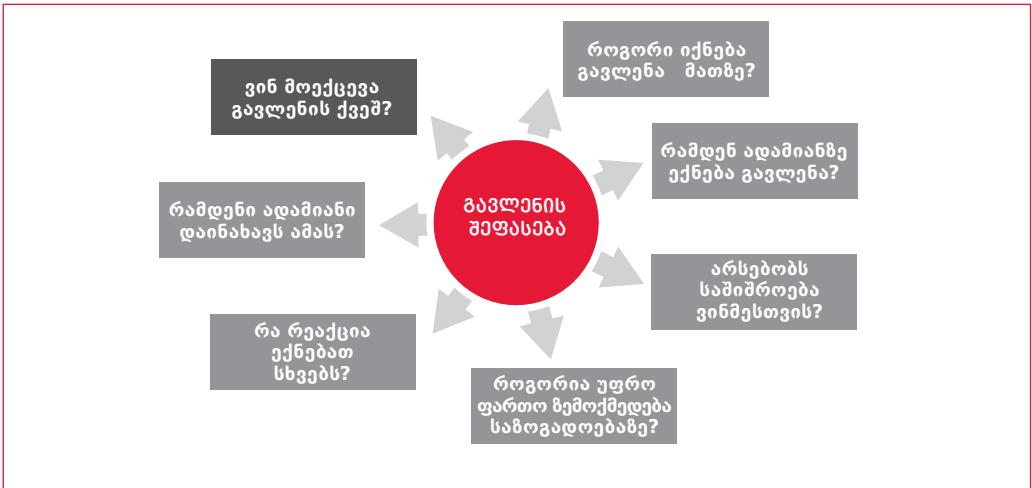 ვინ მოექცევა
გავლენის ქვეშ?
როგორი იქნება
გავლენა მათზე?
რამდენ ადამიანზე
ექნება გავლენა?
არსებობს
საშიშროება
ვინმესთვის?
როგორია უფრო
ფართო ზემოქმედება
საზოგადოებაზე?
რა რეაქცია
ექნებათ
სხვებს?
რამდენი ადამიანი
დაინახავს ამას?
გავლენის
შეფასება